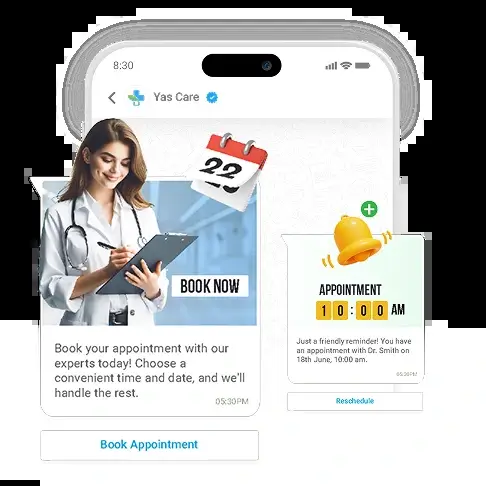 8:30
Yas Care
22
BOOK NOW
Book your appointment with our
experts today! Choose a
convenient time and date, and we'll
handle the rest.
05:30PM
Book Appointment
APPOINTMENT
10:00 AM
Just a friendly reminder! You have
an appointment with Dr. Smith on
18th June, 10:00 am.
05:30PM
Reschedule